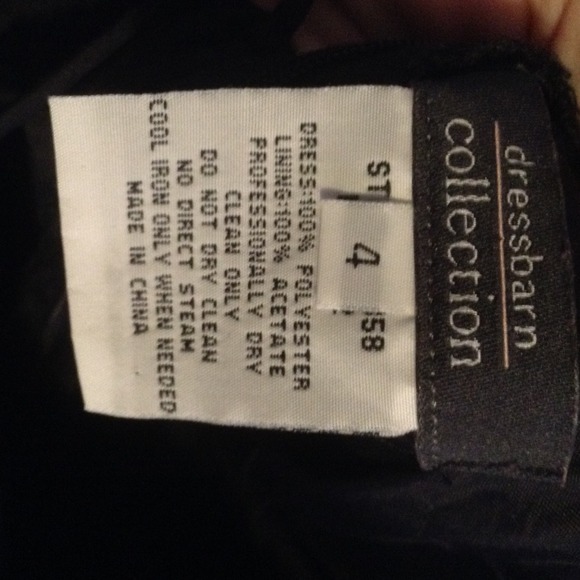 dressbarn
collection
4
58
DRESS:100% POLYESTER
LINING:100% ACETATE
PROFESSIONALLY DRY
CLEAN ONLY
DO NOT DRY CLEAN
NO DIRECT STEAM
COOL IRON ONLY WHEN NEEDED
MADE IN CHINA